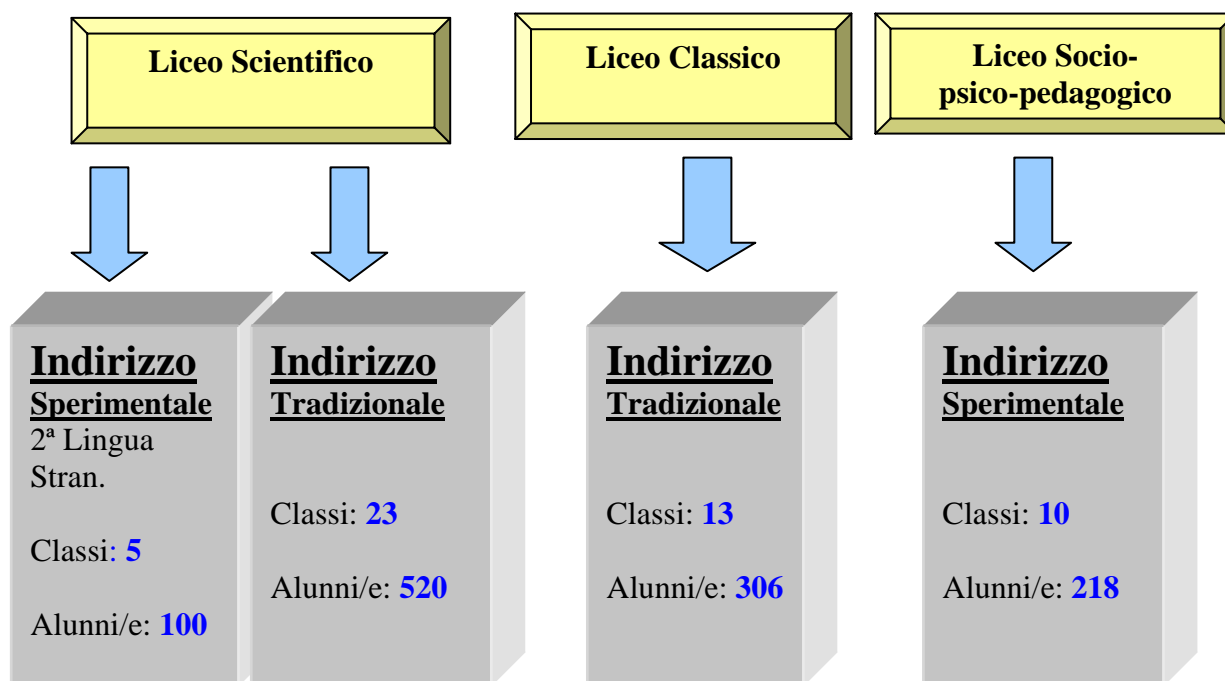 Liceo Scientifico
Liceo Classico
Liceo Socio-
psico-pedagogico
Indirizzo
Sperimentale
2ª Lingua
Stran.
Classi: 5
Alunni/e: 100
Indirizzo
Tradizionale
Classi: 23
Alunni/e: 520
Indirizzo
Tradizionale
Classi: 13
Alunni/e: 306
Indirizzo
Sperimentale
Classi: 10
Alunni/e: 218